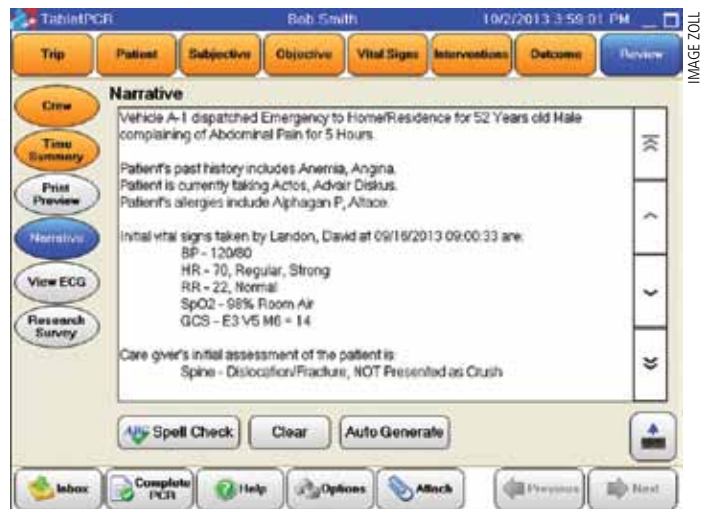 TabletPCR Bob Smith 10/2/2013 3:59:01 PM
Trip Patient Subjective Objective Vital Signs Interventions Outcome Review
IMAGE ZOLL
Crew
Time Summary
Print Preview
Narrative
View ECG
Research Survey
Narrative
Vehicle A-1 dispatched Emergency to Home/Residence for 52 Years old Male
complaining of Abdominal Pain for 5 Hours.
Patient's past history includes Anemia, Angina.
Patient is currently taking Actos, Advair Diskus.
Patient's allergies include Alphagan P, Altace.
Initial vital signs taken by Landon, David at 09/16/2013 09:00:33 are:
BP - 120/80
HR - 70, Regular, Strong
RR - 22, Normal
SpO2 - 98% Room Air
GCS - E3 V5 M6 = 14
Care giver's initial assessment of the patient is:
Spine - Dislocation/Fracture, NOT Presented as Crush
ABC Spell Check Clear Auto Generate
Inbox Complete PCR Help Options Attach Previous Next